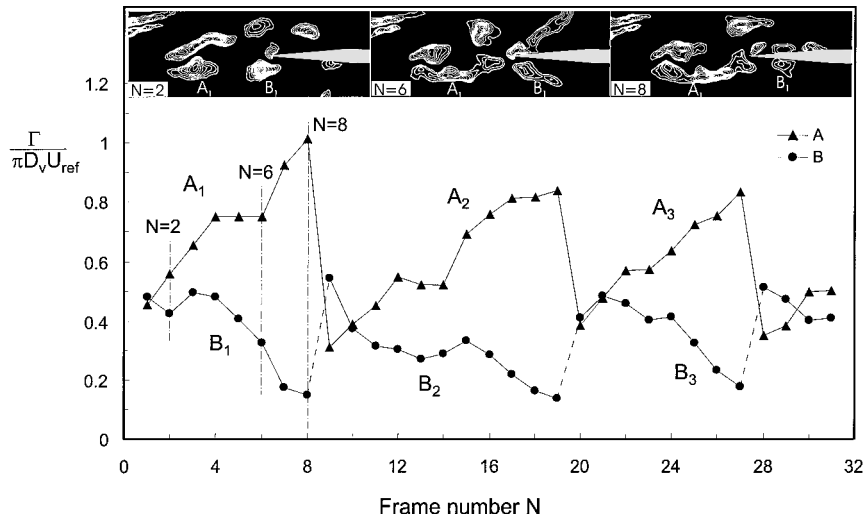 N=2 A₁ B₁
N=6 A₁ B₁
N=8 A₁ B₁
Γ
πDᵥU_ref
1.2
1
0.8
0.6
0.4
0.2
0
N=8
N=6
N=2
A₁
A₂
A₃
B₁
B₂
B₃
A
B
0 4 8 12 16 20 24 28 32
Frame number N